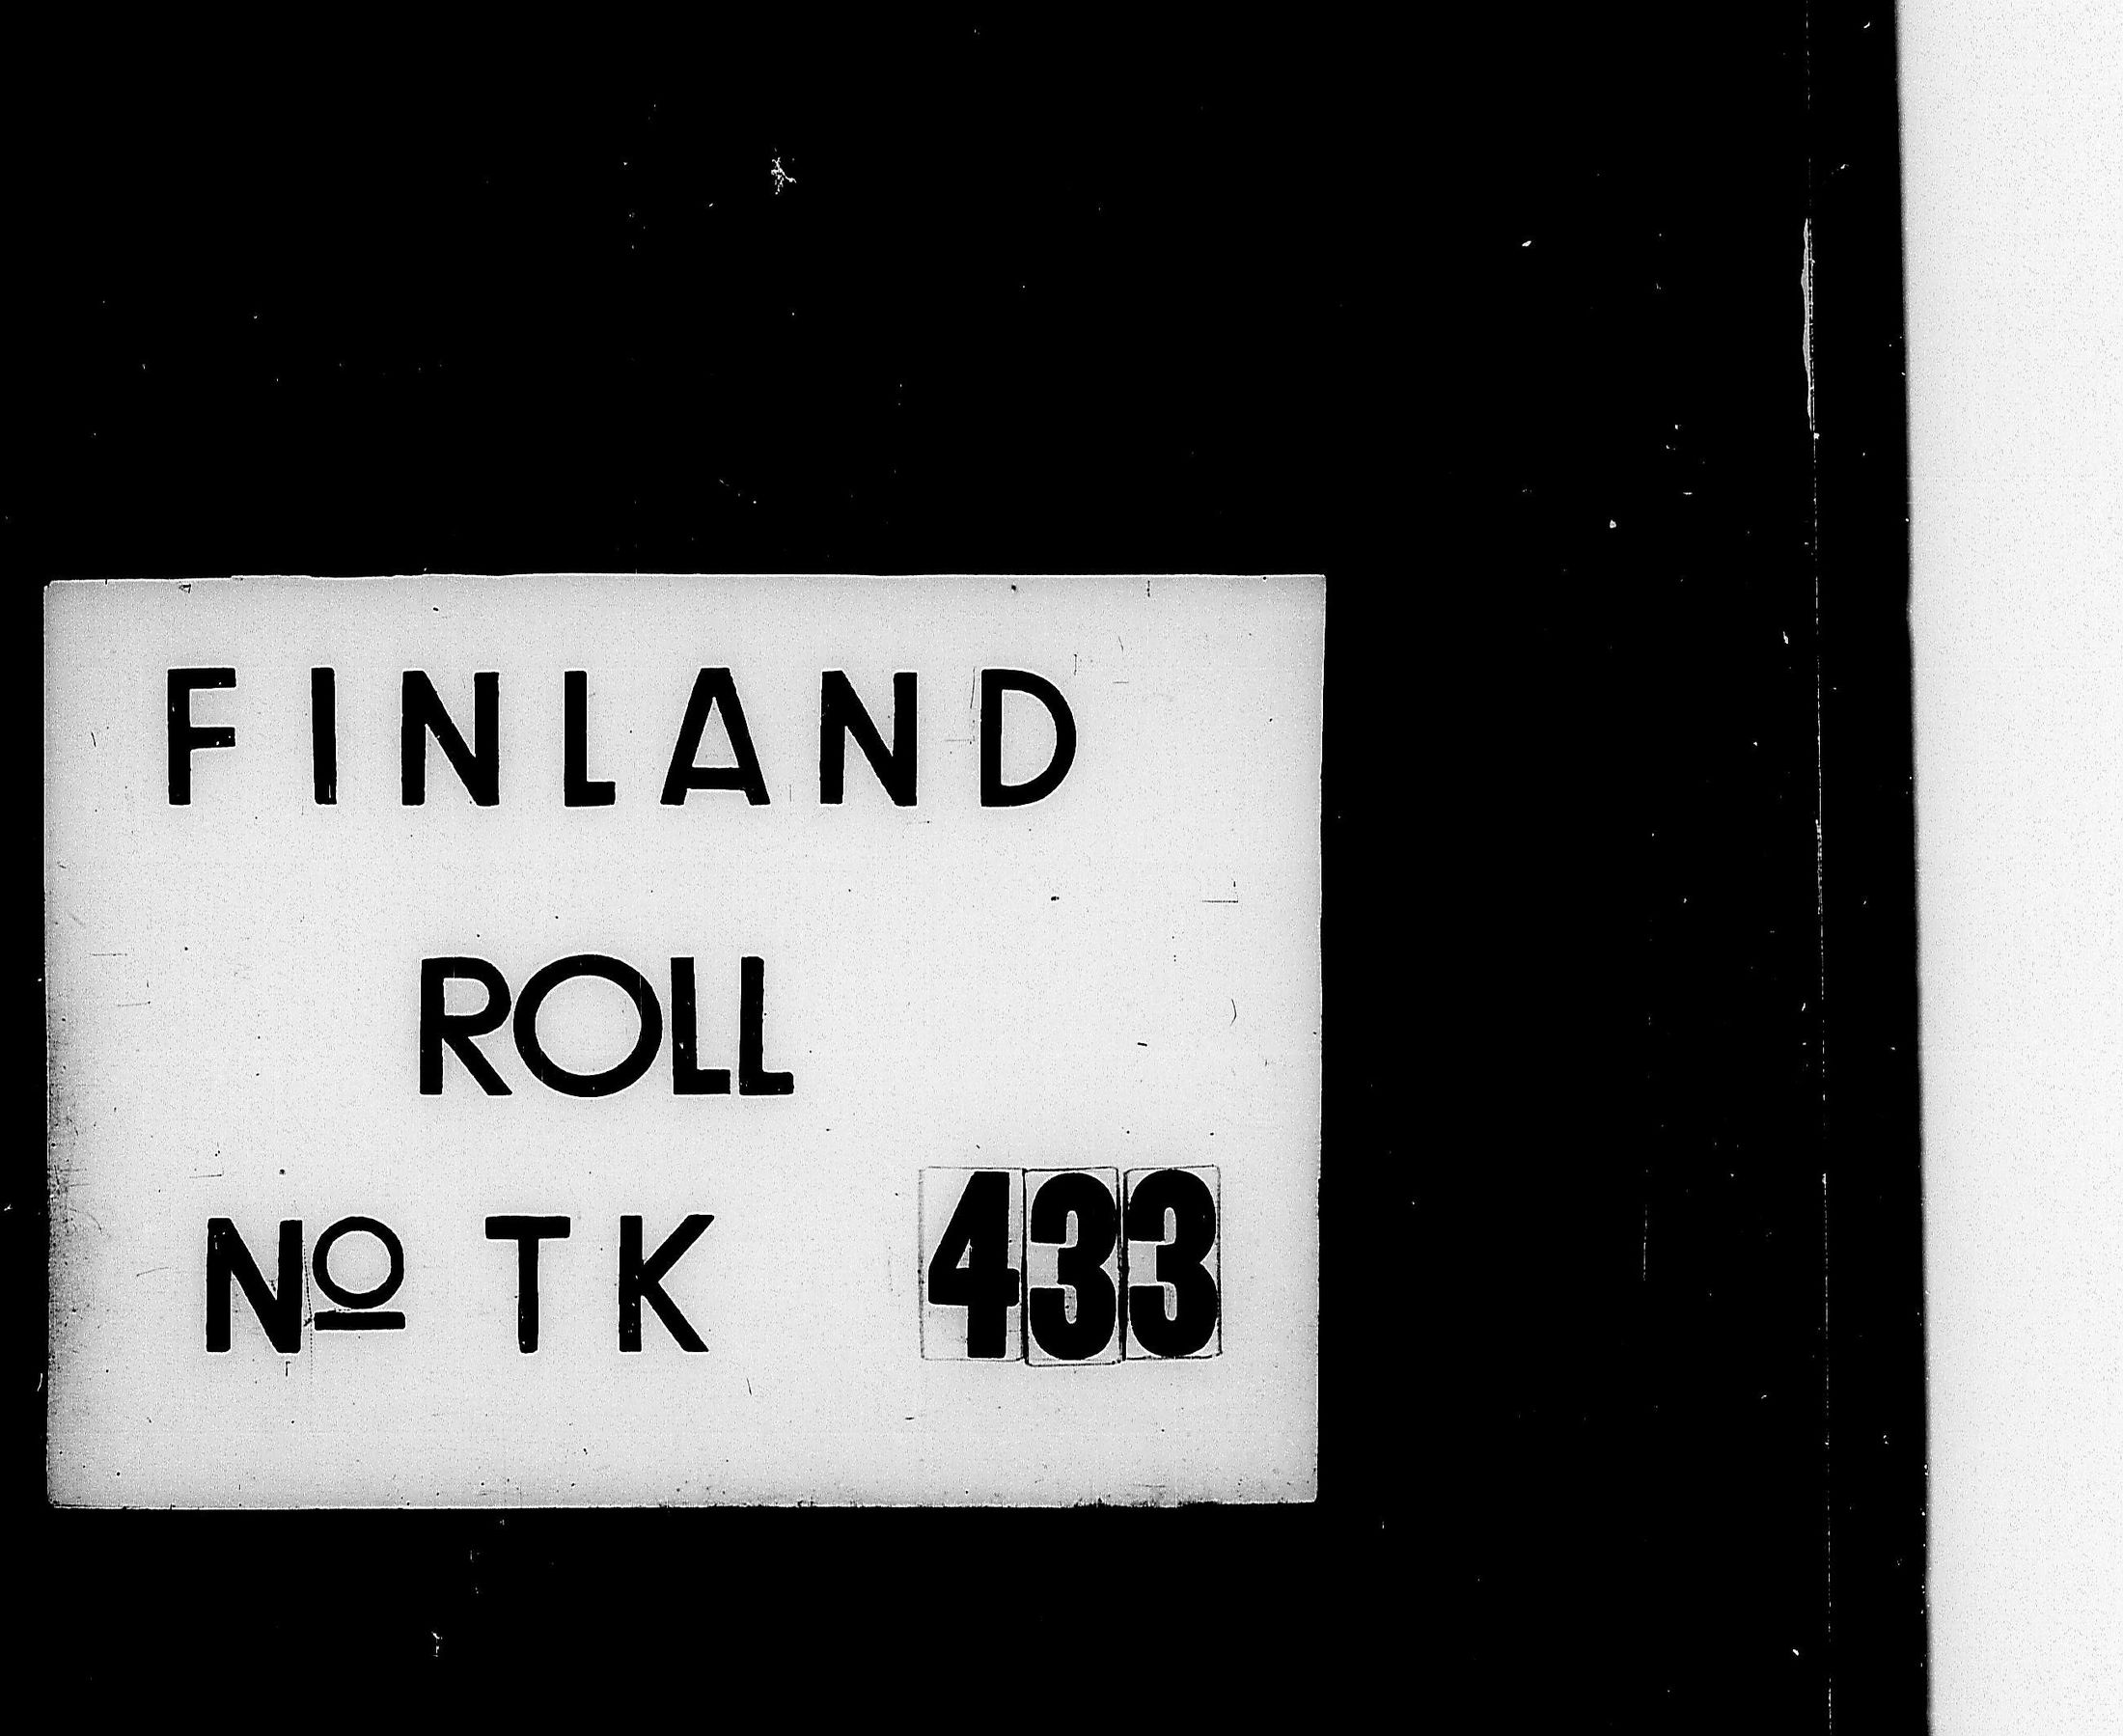 FINLAND
ROLL
Nº TK 433